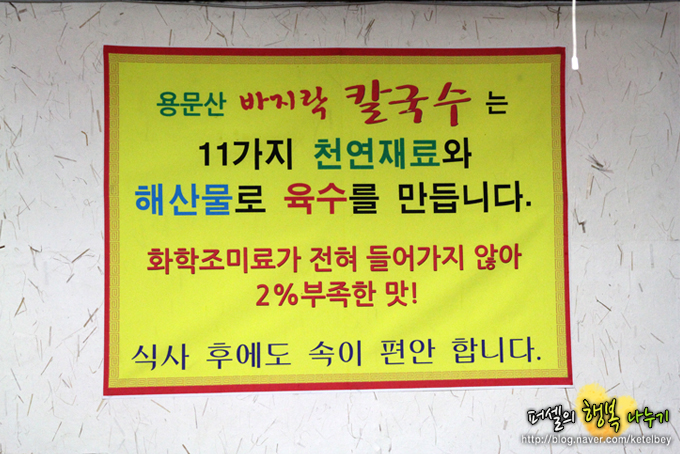 용문산 바지락 칼국수 는
11가지 천연재료와
해산물로 육수를 만듭니다.
화학조미료가 전혀 들어가지 않아
2%부족한 맛!
식사 후에도 속이 편안 합니다.
퍼셀의 행복 나누기
http://blog.naver.com/ketelbey